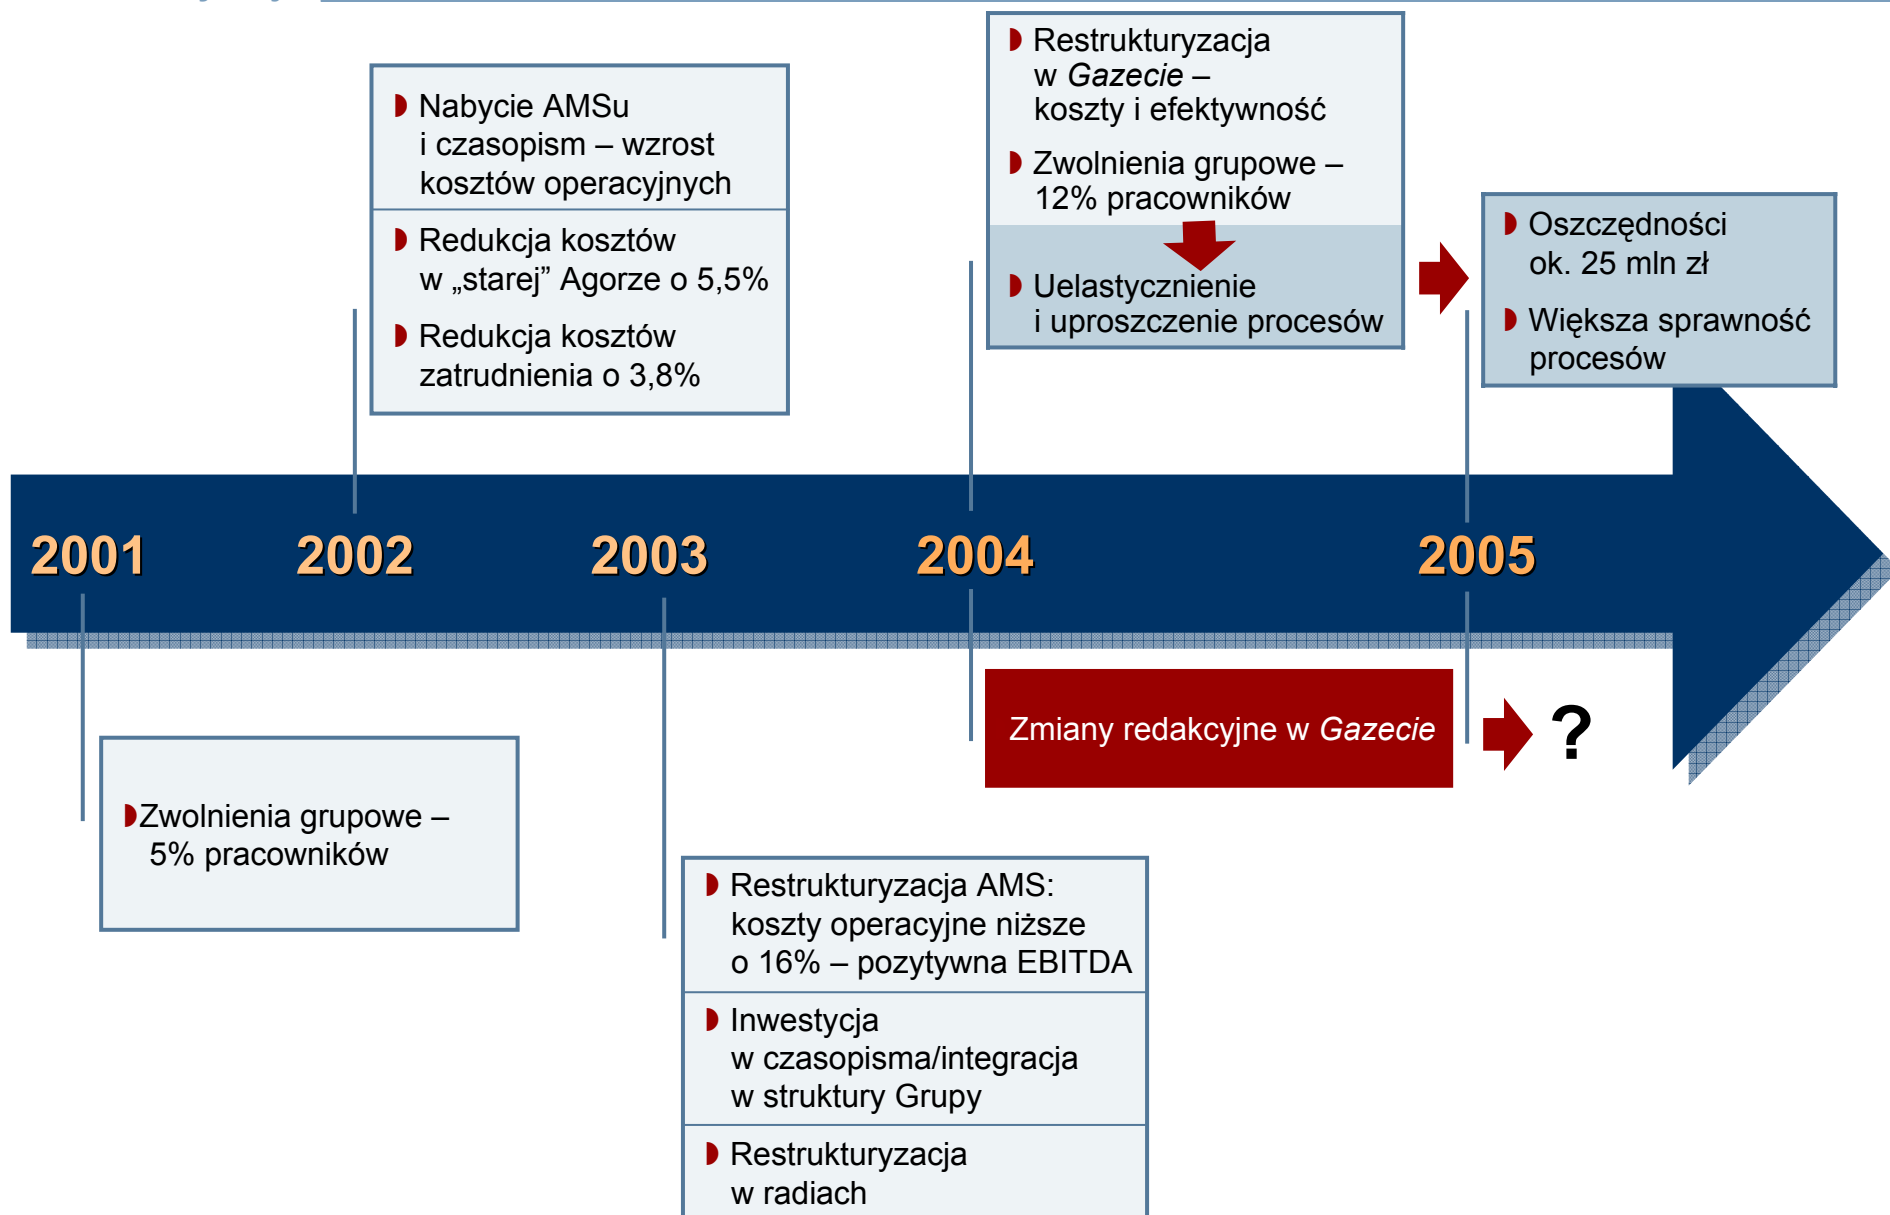 Restrukturyzacja
w Gazecie –
koszty i efektywność
Zwolnienia grupowe –
12% pracowników
Uelastycznienie
i uproszczenie procesów
Nabycie AMSu
i czasopism – wzrost
kosztów operacyjnych
Redukcja kosztów
w „starej” Agorze o 5,5%
Redukcja kosztów
zatrudnienia o 3,8%
Oszczędności
ok. 25 mln zł
Większa sprawność
procesów
2001 2002 2003 2004 2005
Zmiany redakcyjne w Gazecie
?
Zwolnienia grupowe –
5% pracowników
Restrukturyzacja AMS:
koszty operacyjne niższe
o 16% – pozytywna EBITDA
Inwestycja
w czasopisma/integracja
w struktury Grupy
Restrukturyzacja
w radiach